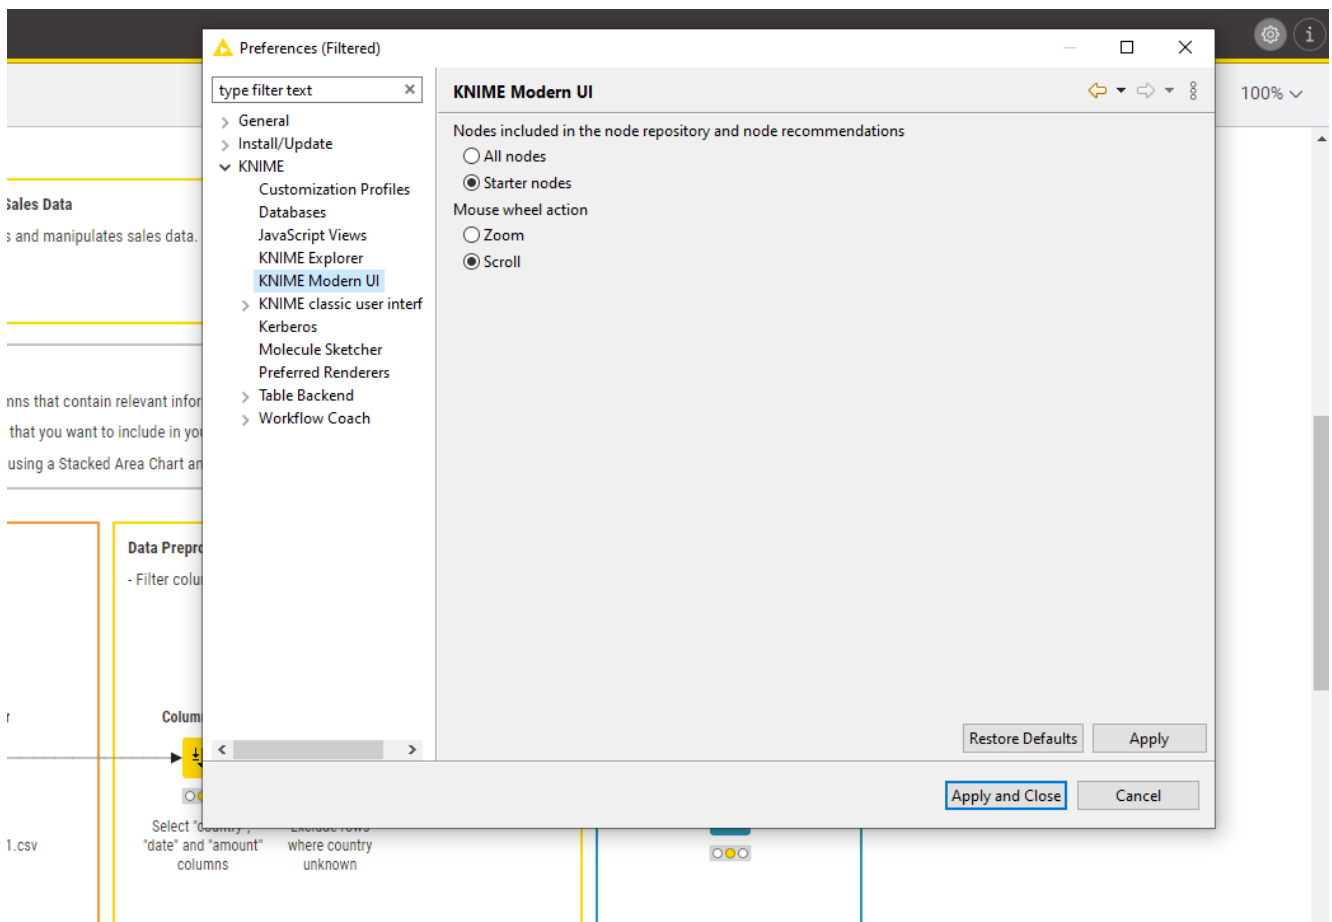 Preferences (Filtered)
i
type filter text
KNIME Modern UI
100%
General
Install/Update
KNIME
Customization Profiles
Databases
JavaScript Views
KNIME Explorer
KNIME Modern UI
KNIME classic user interf
Kerberos
Molecule Sketcher
Preferred Renderers
Table Backend
Workflow Coach
Nodes included in the node repository and node recommendations
All nodes
Starter nodes
Mouse wheel action
Zoom
Scroll
Restore Defaults
Apply
Apply and Close
Cancel
Sales Data
s and manipulates sales data.
nns that contain relevant infor
that you want to include in you
using a Stacked Area Chart an
Data Prepro
- Filter colu
r
Colum
Select "country",
"date" and "amount"
columns
Exclude rows
where country
unknown
1.csv